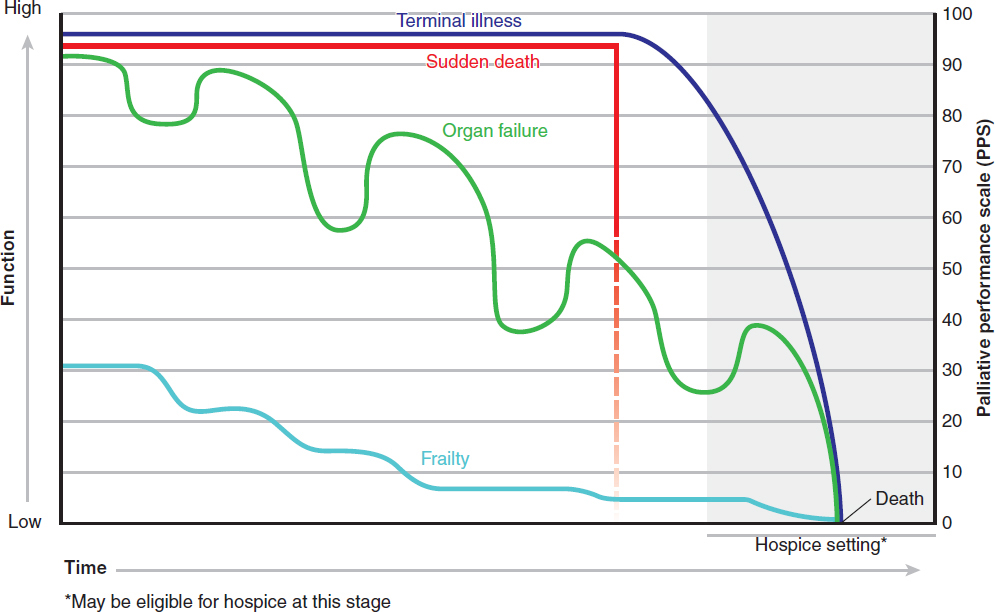 High
Terminal illness
Sudden death
Organ failure
Frailty
Function
Low
100
90
80
70
60
50
40
30
20
10
0
Palliative performance scale (PPS)
Death
Hospice setting*
Time
*May be eligible for hospice at this stage